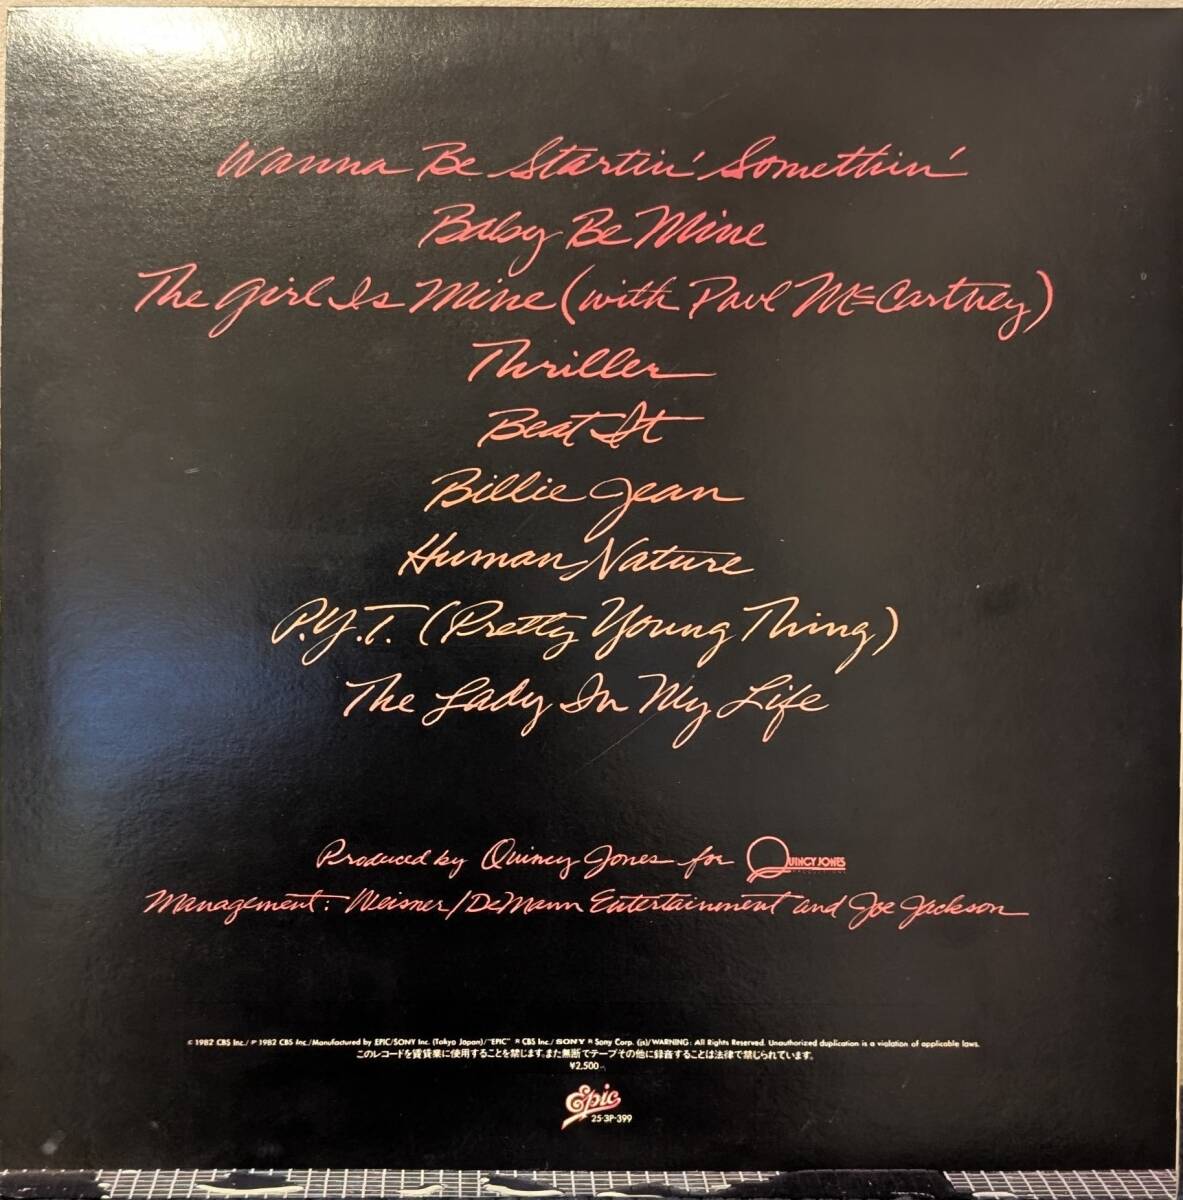 Wanna Be Startin' Somethin'
Baby Be Mine
The Girl Is Mine (with Paul McCartney)
Thriller
Beat It
Billie Jean
Human Nature
P.Y.T. (Pretty Young Thing)
The Lady In My Life
Produced by Quincy Jones for QUINCY JONES
Management: Weisner/DeMann Entertainment and Joe Jackson
© 1982 CBS Inc./℗ 1982 CBS Inc./Manufactured by EPIC/SONY Inc. (Tokyo Japan)/"EPIC" ® CBS Inc./SONY ® Sony Corp. (js)/WARNING: All Rights Reserved. Unauthorized duplication is a violation of applicable laws.
このレコードを賃貸業に使用することを禁じます。また無断でテープその他に録音することは法律で禁じられています。
¥2,500
Epic
25·3P-399